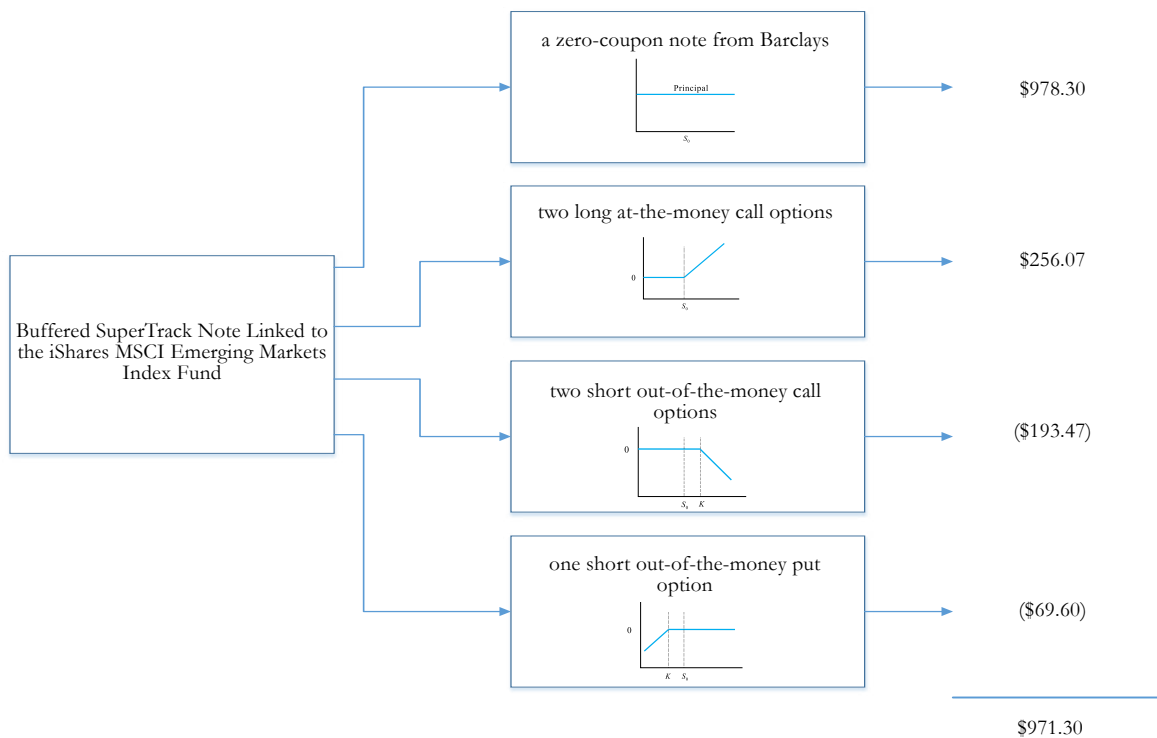 Buffered SuperTrack Note Linked to
the iShares MSCI Emerging Markets
Index Fund
a zero-coupon note from Barclays
Principal
S₀
$978.30
two long at-the-money call options
0
S₀
$256.07
two short out-of-the-money call
options
0
S₀ K
($193.47)
one short out-of-the-money put
option
0
K S₀
($69.60)
$971.30